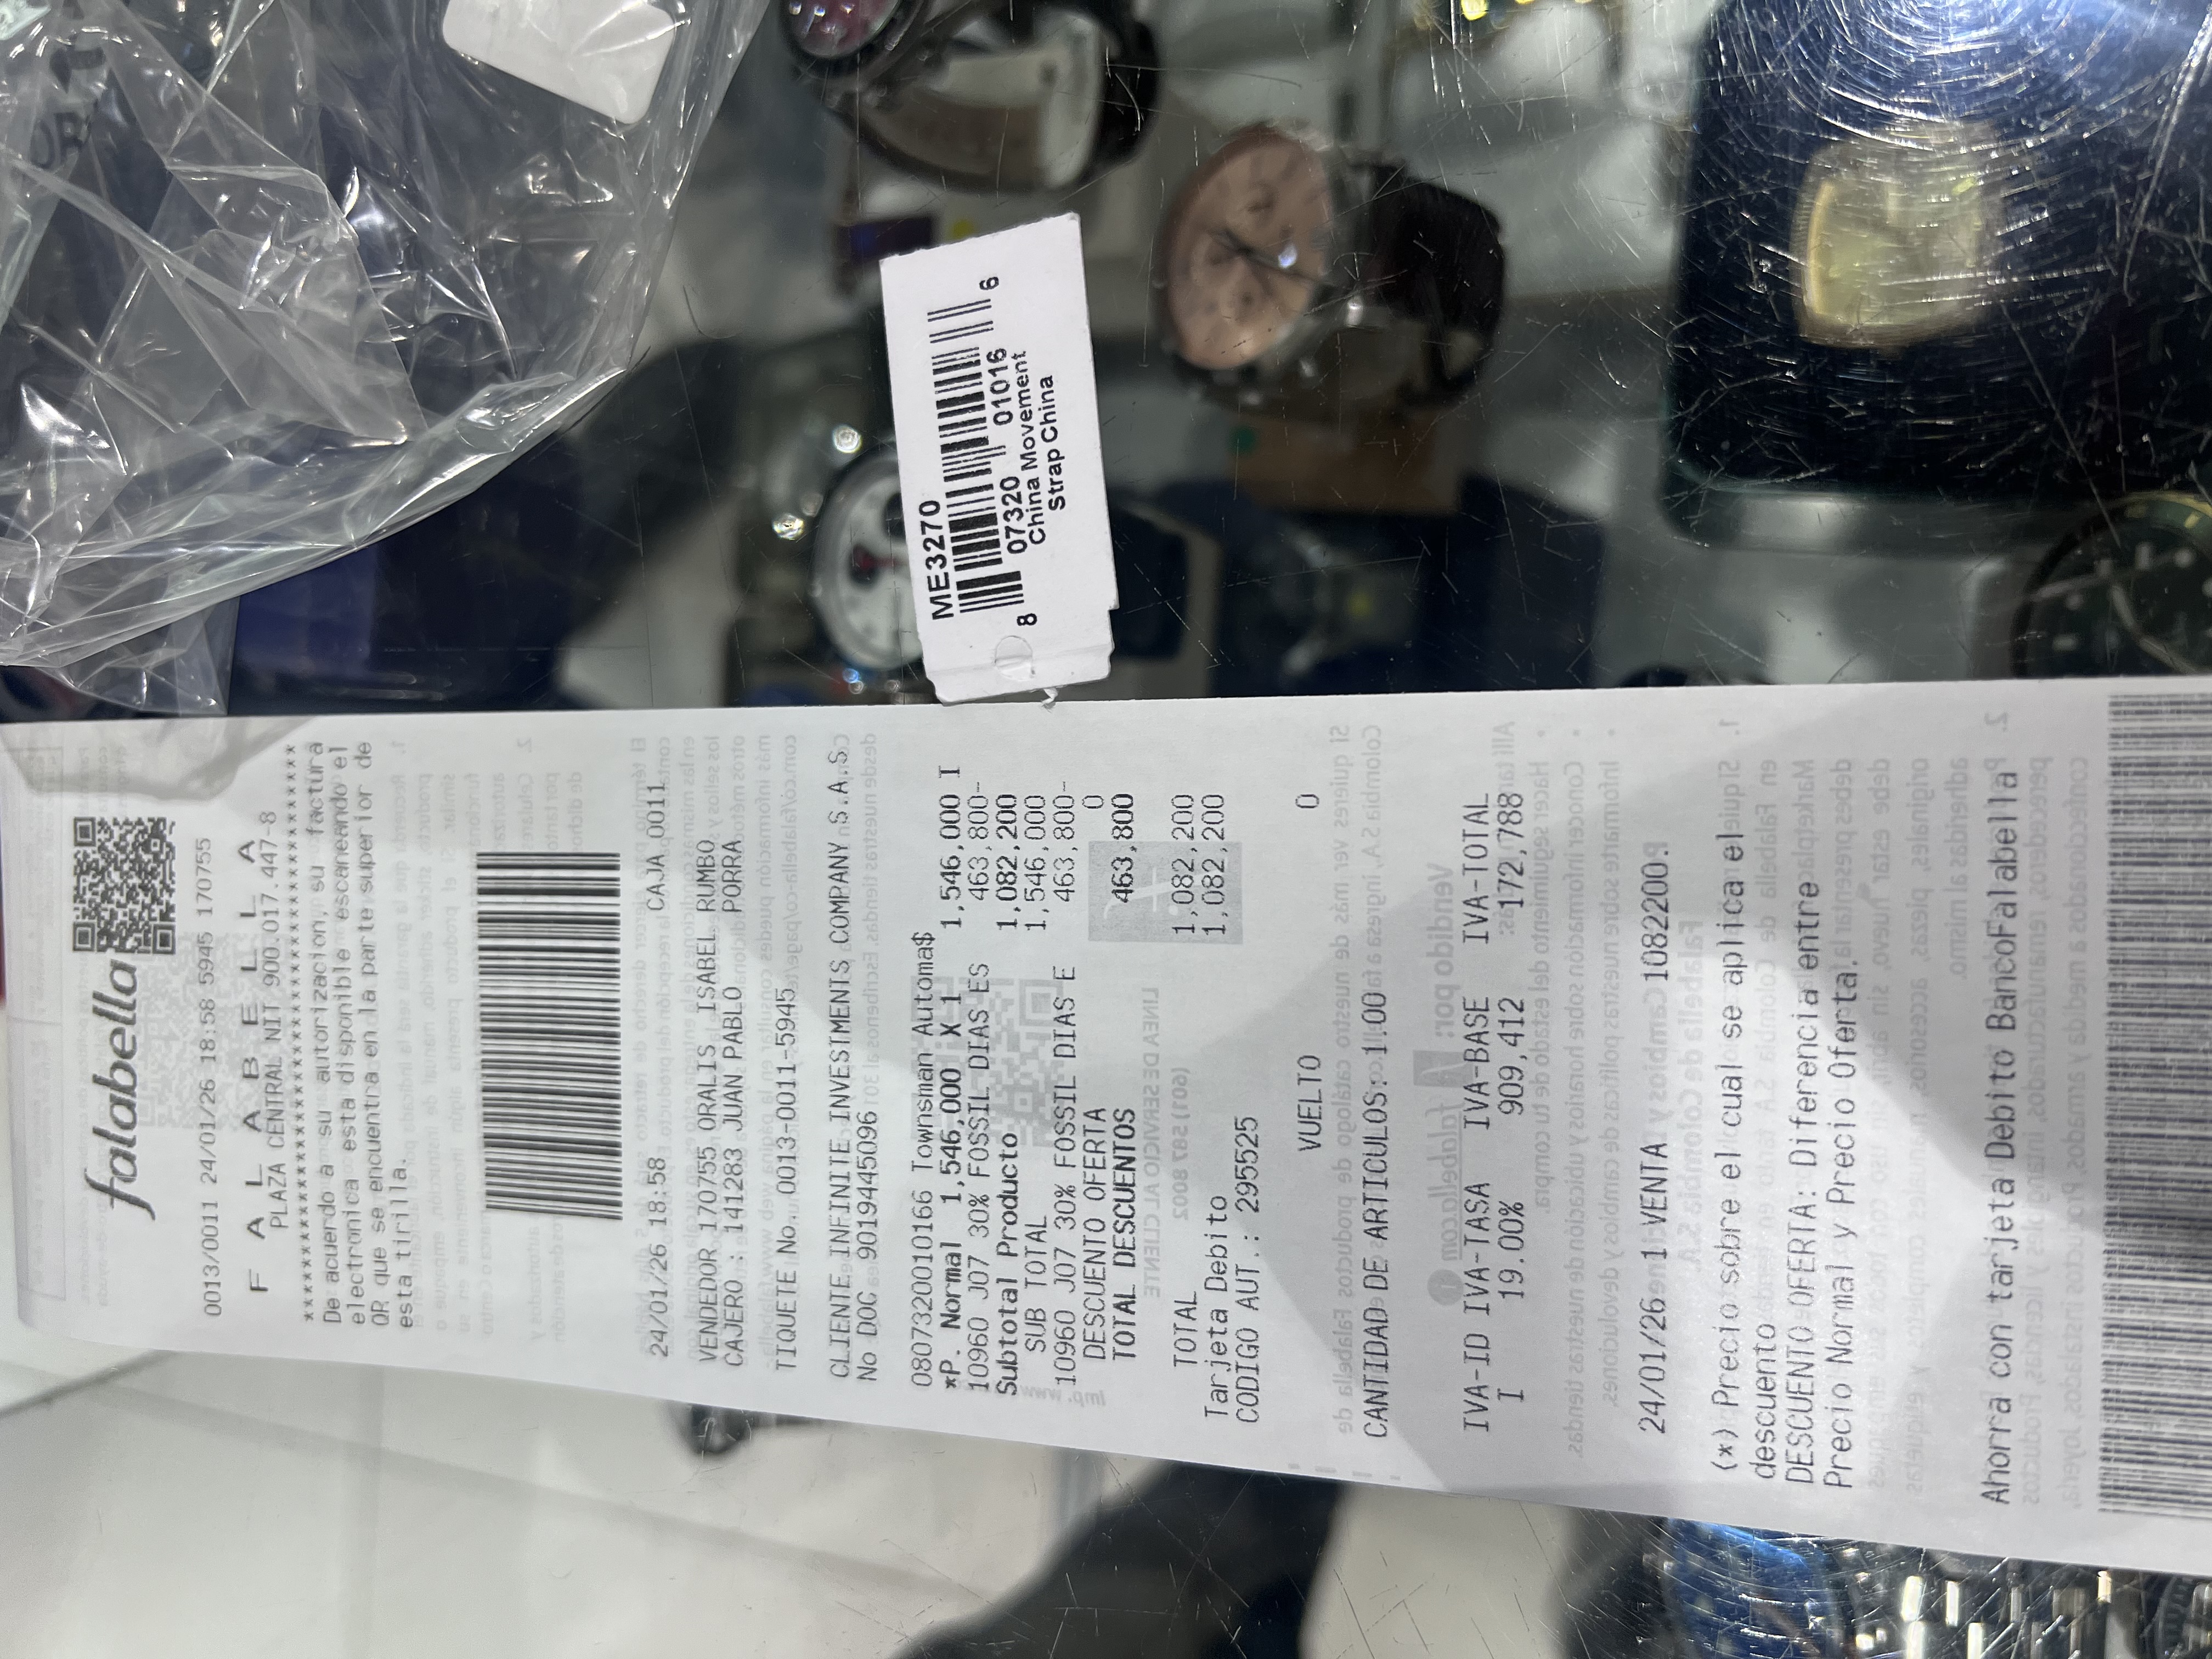 falabella
0013/0011 24/01/26 18:58 5945 170755
F A L A B E L L A
PLAZA CENTRAL NIT 900.017.447-8
************************************
De acuerdo a su autorizacion, su factura
electronica esta disponible escaneando el
QR que se encuentra en la parte superior de
esta tirilla.
24/01/26 18:58 CAJA 0011
VENDEDOR 170755 ORALIS ISABEL RUMBO
CAJERO : 141283 JUAN PABLO PORRA
TIQUETE No. 0013-0011-5945
CLIENTE INFINITE INVESTMENTS COMPANY S.A.S
No DOC 9019445096
0807320010166 Townsman Automa$
*P. Normal 1,546,000 X 1 1,546,000 I
10960 J07 30% FOSSIL DIAS ES 463,800-
Subtotal Producto 1,082,200
SUB TOTAL 1,546,000
10960 J07 30% FOSSIL DIAS E 463,800-
DESCUENTO OFERTA 0
TOTAL DESCUENTOS 463,800
TOTAL 1,082,200
Tarjeta Debito 1,082,200
CODIGO AUT.: 295525
VUELTO 0
CANTIDAD DE ARTICULOS: 1.00
IVA-ID IVA-TASA IVA-BASE IVA-TOTAL
I 19.00% 909,412 172,788
24/01/26 1 VENTA 1082200.
(*) Precio sobre el cual se aplica el
descuento
DESCUENTO OFERTA: Diferencia entre
Precio Normal y Precio Oferta.
Ahorra con tarjeta Debito BancoFalabella
ME3270
8 07320 01016 6
China Movement
Strap China